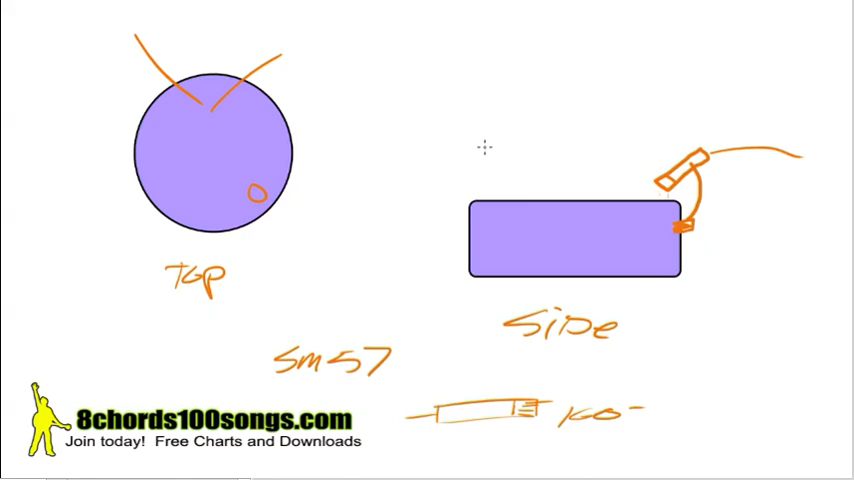 Top
Side
Sm57
8chords100songs.com
Join today! Free Charts and Downloads